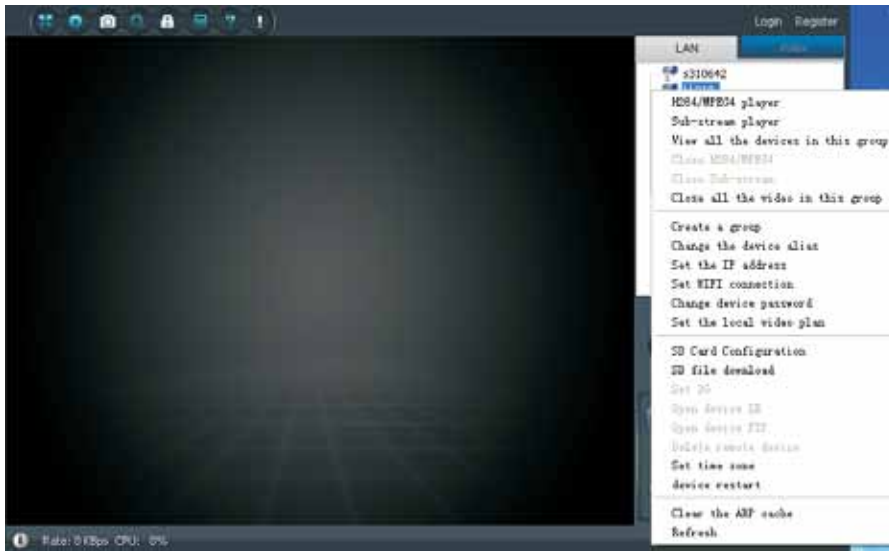 Login Register
LAN
s310642
H264/MPEG4 player
Sub-stream player
View all the devices in this group
Close H264/MPEG4
Close Sub-stream
Close all the video in this group
Create a group
Change the device alias
Set the IP address
Set WIFI connection
Change device password
Set the local video plan
SD Card Configuration
SD file download
Set 3G
Open device IE
Open device FTP
Delete remote device
Set time zone
device restart
Clear the ARP cache
Refresh
Rate: 0 KBps CPU: 0%